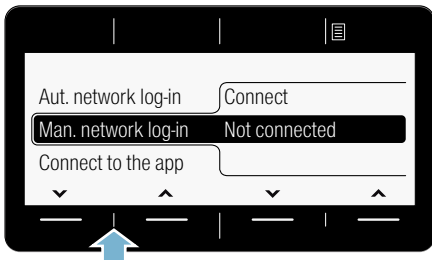 Aut. network log-in Connect
Man. network log-in Not connected
Connect to the app